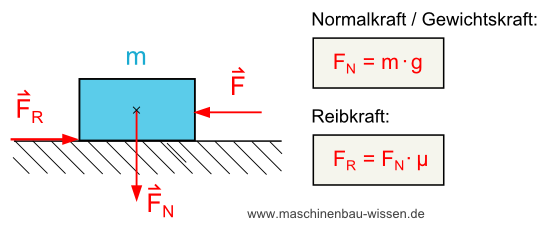 m
F
F_R
F_N
Normalkraft / Gewichtskraft:
F_N = m · g
Reibkraft:
F_R = F_N · μ
www.maschinenbau-wissen.de